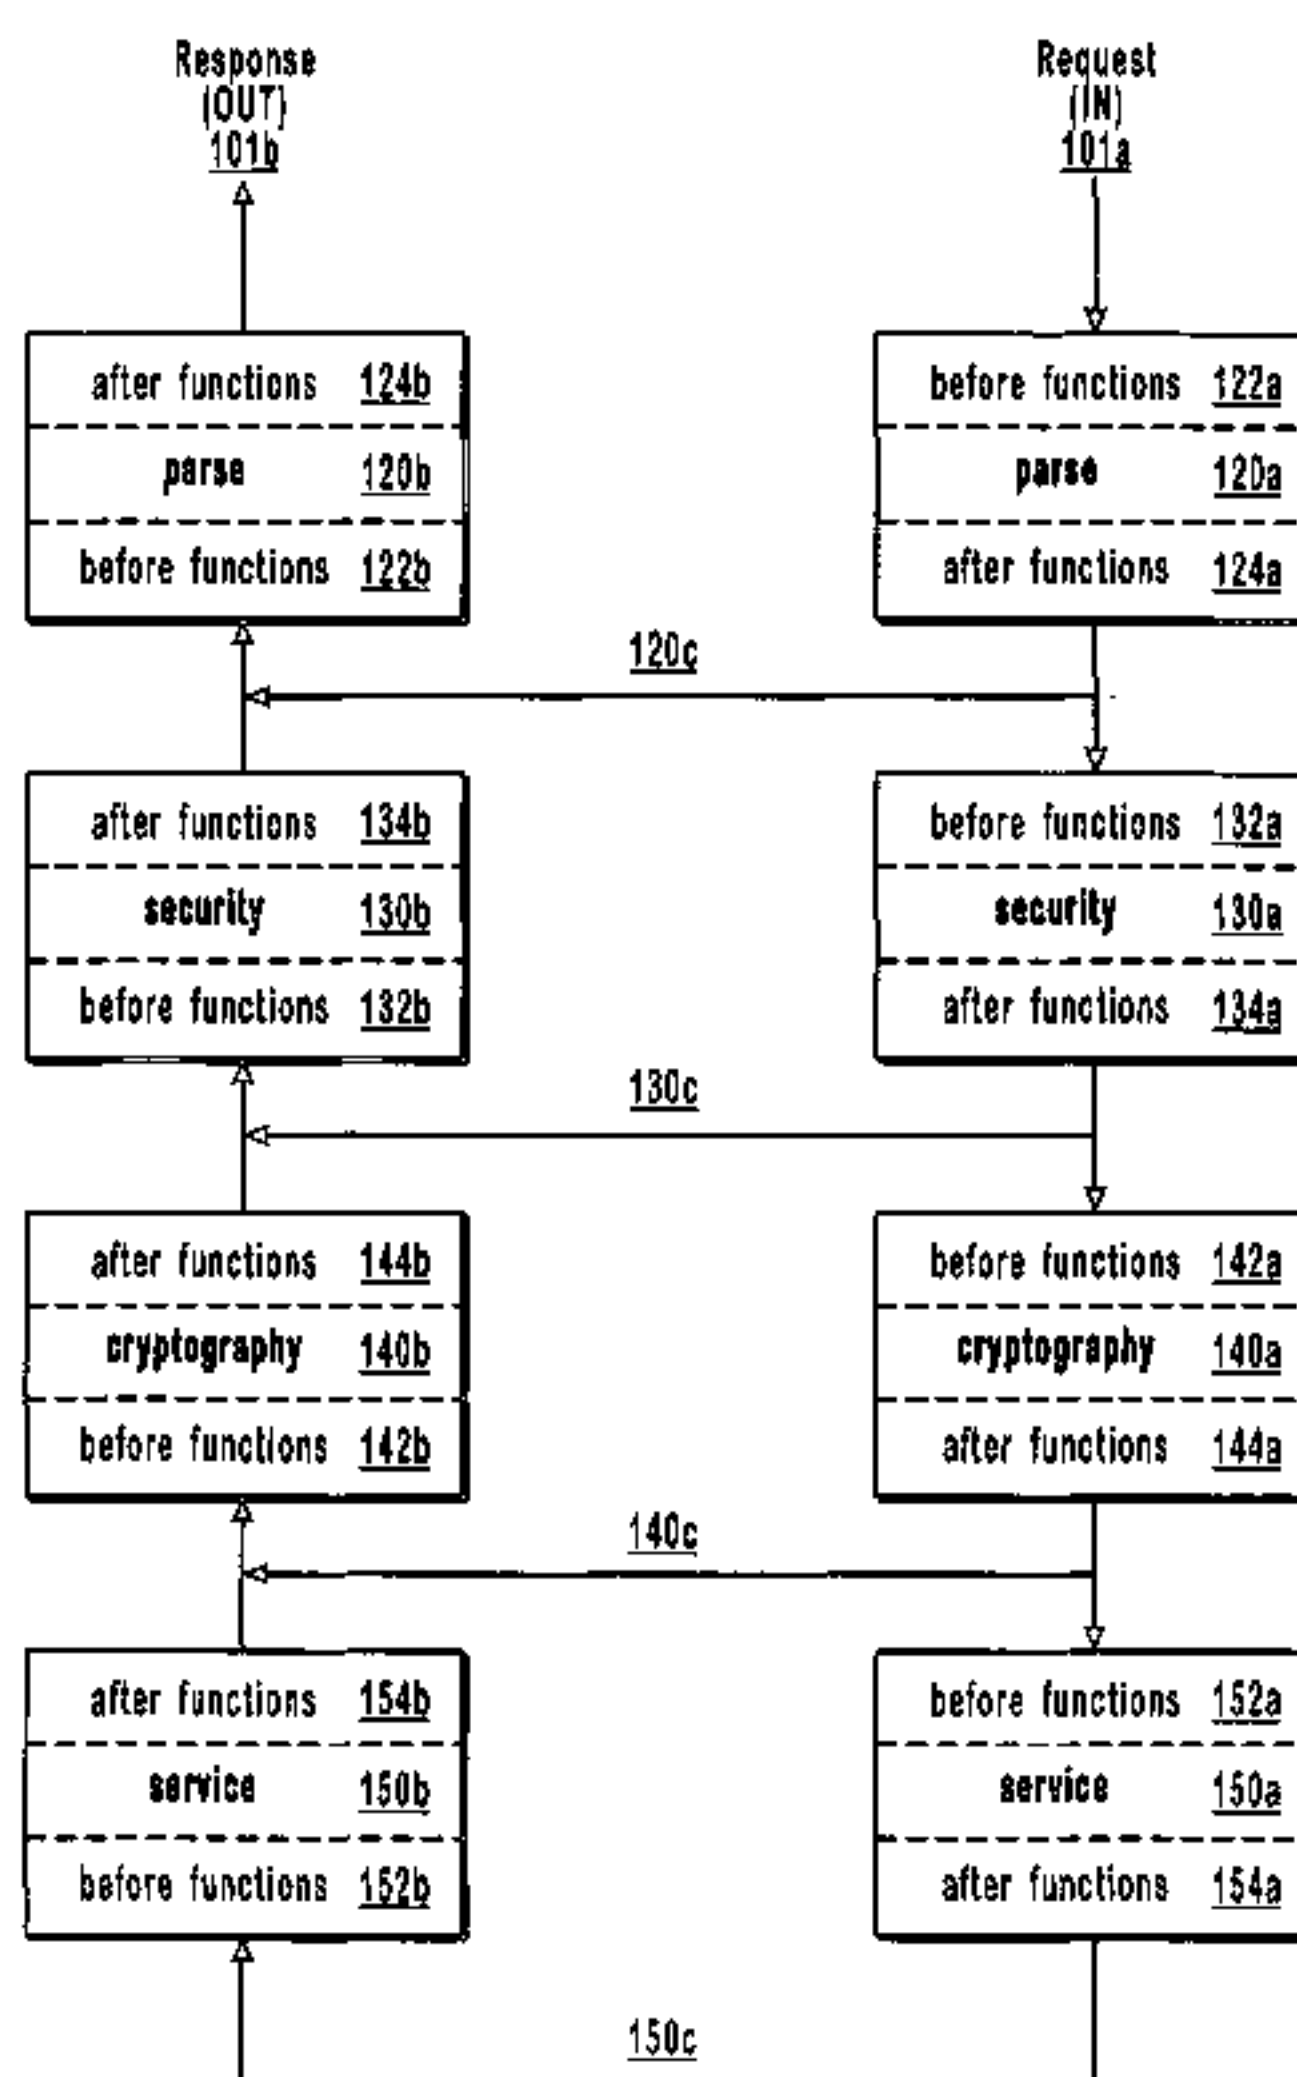 Response
(OUT)
101b
Request
(IN)
101a
after functions 124b
parse 120b
before functions 122b
before functions 122a
parse 120a
after functions 124a
120c
after functions 134b
security 130b
before functions 132b
before functions 132a
security 130a
after functions 134a
130c
after functions 144b
cryptography 140b
before functions 142b
before functions 142a
cryptography 140a
after functions 144a
140c
after functions 154b
service 150b
before functions 152b
before functions 152a
service 150a
after functions 154a
150c